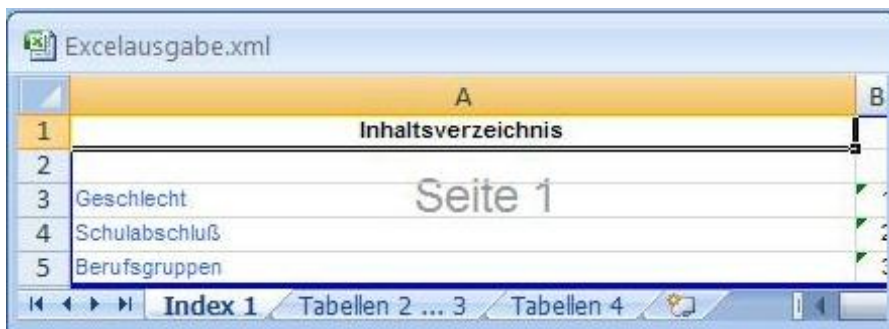 Excelausgabe.xml
A B
1 Inhaltsverzeichnis
2
Seite 1
3 Geschlecht
4 Schulabschluß
5 Berufsgruppen
Index 1 Tabellen 2 ... 3 Tabellen 4